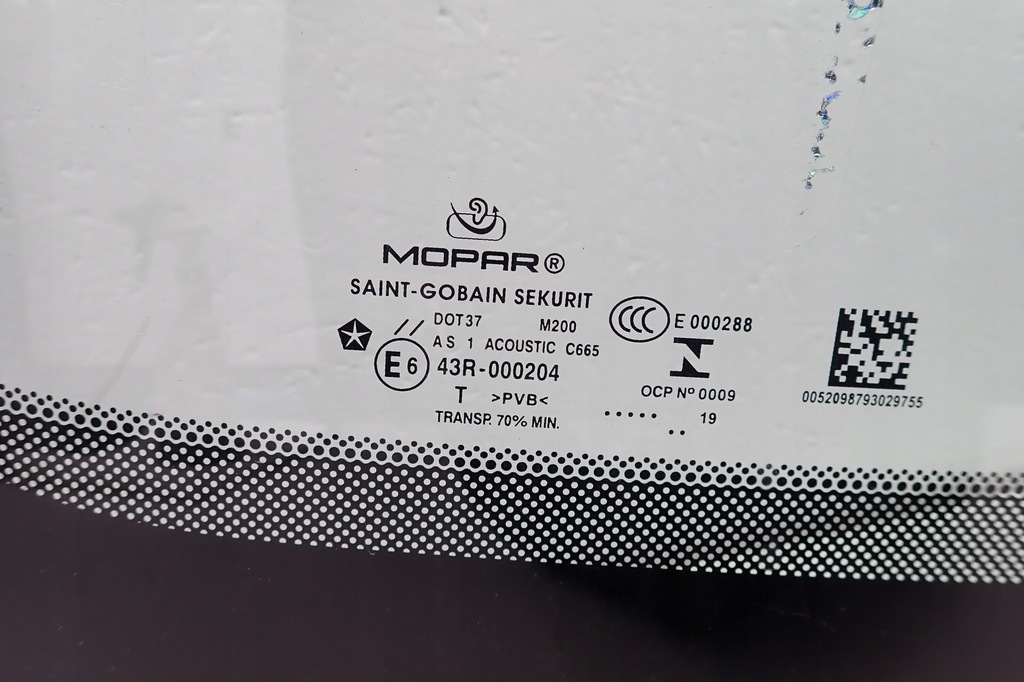 MOPAR®
SAINT-GOBAIN SEKURIT
// DOT37 M200
AS 1 ACOUSTIC C665
E6 43R-000204
T >PVB<
TRANSP. 70% MIN.
CCC E 000288
OCP Nº 0009
..... 19
..
0052098793029755